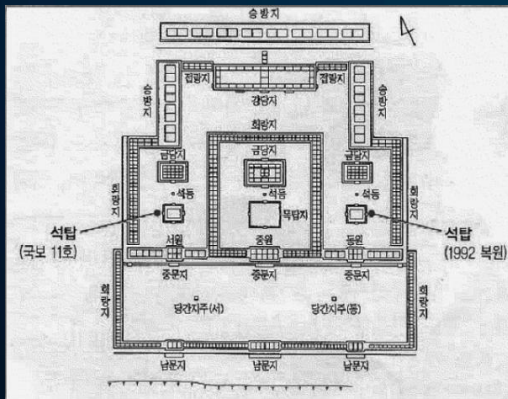 승방지
접랑지
접랑지
강당지
승방지
승방지
회랑지
금당지
금당지
금당지
석등
석등
석등
목탑지
회랑지
회랑지
석탑
(국보 11호)
석탑
(1992 복원)
서원
중원
동원
중문지
중문지
중문지
회랑지
회랑지
당간지주(서)
당간지주(동)
남문지
남문지
남문지